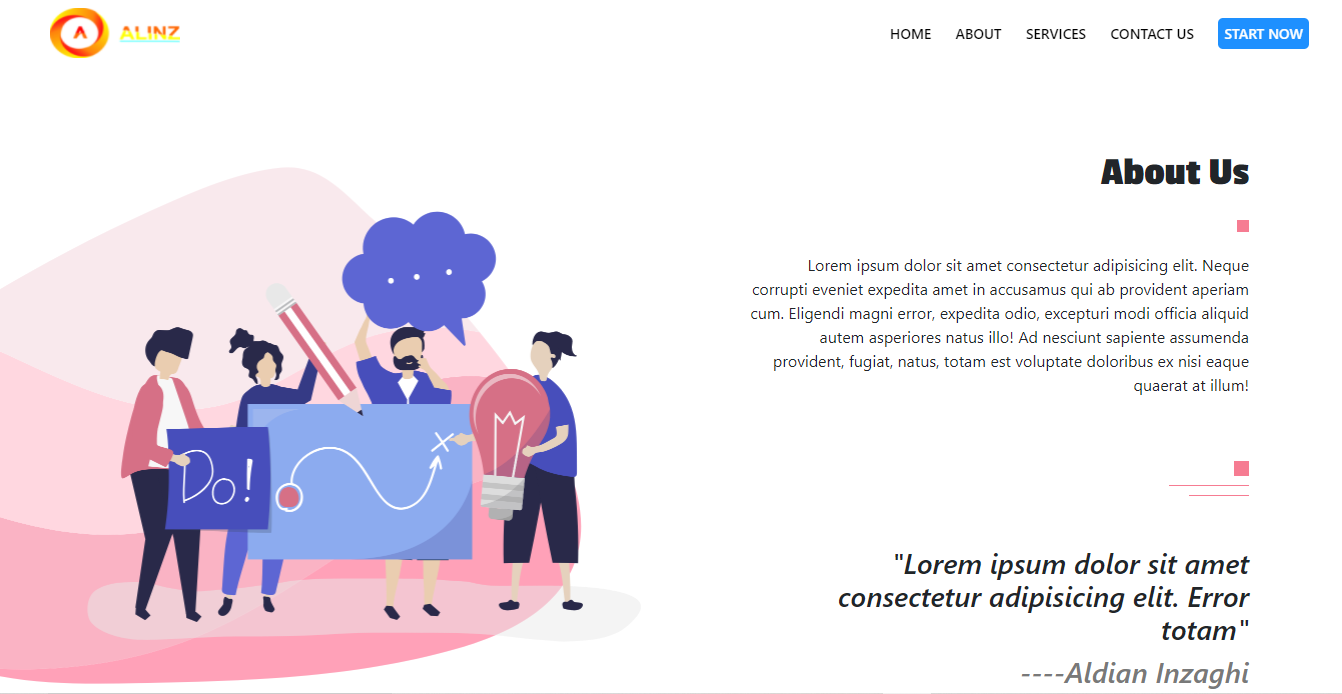 ALINZ
HOME ABOUT SERVICES CONTACT US START NOW
About Us
Lorem ipsum dolor sit amet consectetur adipisicing elit. Neque
corrupti eveniet expedita amet in accusamus qui ab provident aperiam
cum. Eligendi magni error, expedita odio, excepturi modi officia aliquid
autem asperiores natus illo! Ad nesciunt sapiente assumenda
provident, fugiat, natus, totam est voluptate doloribus ex nisi eaque
quaerat at illum!
Do!
"Lorem ipsum dolor sit amet
consectetur adipisicing elit. Error
totam"
----Aldian Inzaghi